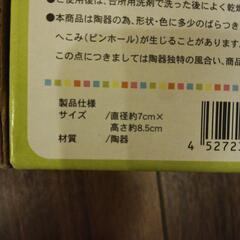 ご使用後は、台所用洗剤で洗った後によく乾燥
●本商品は陶器の為、形状・色に多少のばらつき
へこみ（ピンホール）が生じることがあります
この点につきましては陶器独特の風合い、商品
製品仕様
サイズ /直径約7cm×
高さ約8.5cm
材質 /陶器
4 52723